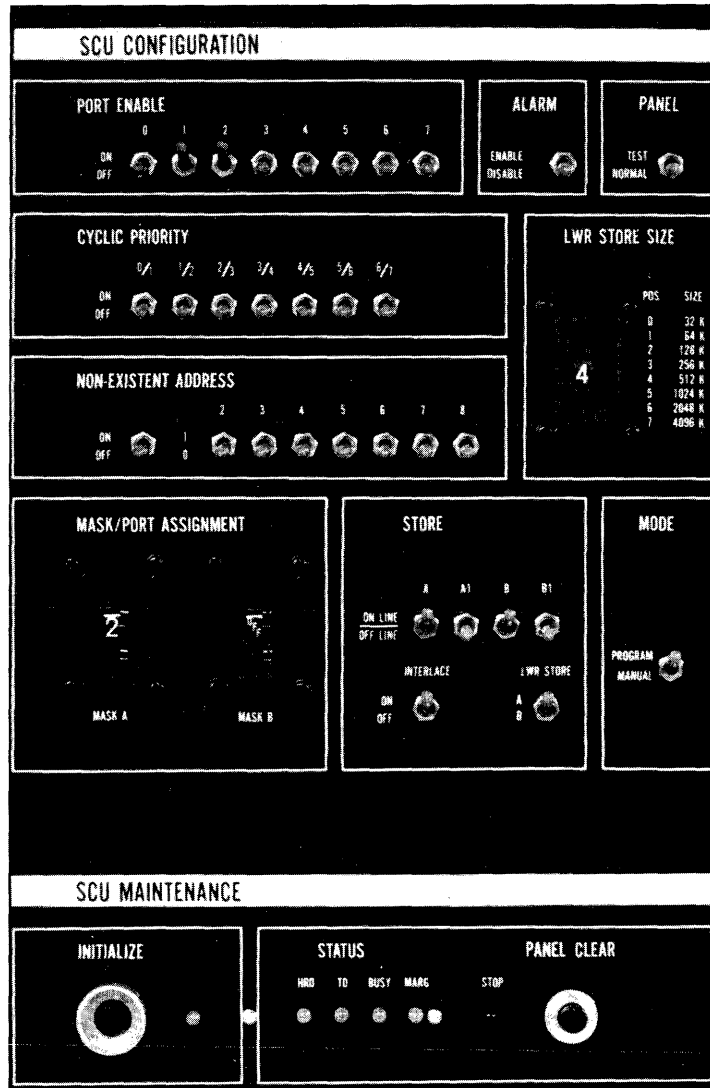 SCU CONFIGURATION
PORT ENABLE
0 1 2 3 4 5 6 7
ON
OFF
ALARM
ENABLE
DISABLE
PANEL
TEST
NORMAL
CYCLIC PRIORITY
0/1 1/2 2/3 3/4 4/5 5/6 6/7
ON
OFF
LWR STORE SIZE
4
POS SIZE
0 32 K
1 64 K
2 128 K
3 256 K
4 512 K
5 1024 K
6 2048 K
7 4096 K
NON-EXISTENT ADDRESS
2 3 4 5 6 7 8
ON 1
OFF 0
MASK/PORT ASSIGNMENT
2
MASK A MASK B
STORE
A A1 B B1
ON LINE
OFF LINE
INTERLACE LWR STORE
ON A
OFF B
MODE
PROGRAM
MANUAL
SCU MAINTENANCE
INITIALIZE
STATUS
HRD TD BUSY MARG STOP
PANEL CLEAR